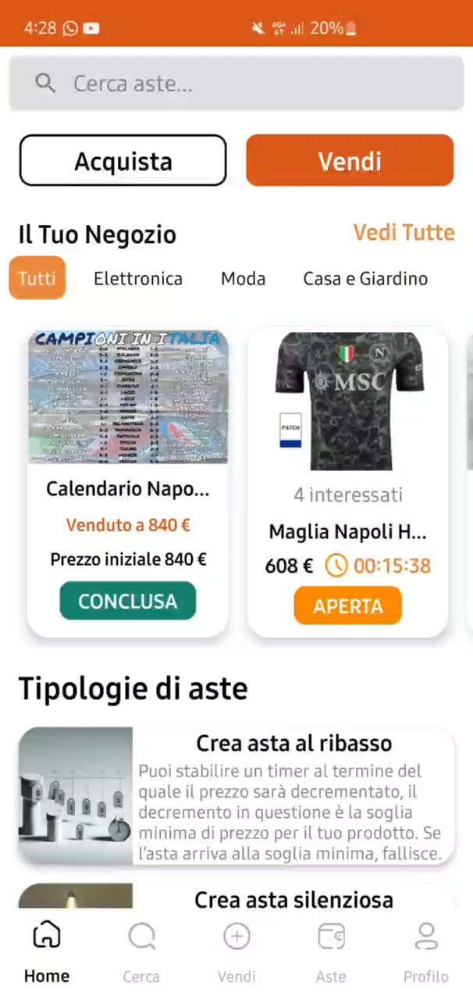 4:28
4G+
20%
Cerca aste...
Acquista
Vendi
Il Tuo Negozio
Vedi Tutte
Tutti
Elettronica
Moda
Casa e Giardino
CAMPIONI IN ITALIA
Calendario Napo...
Venduto a 840 €
Prezzo iniziale 840 €
CONCLUSA
N
MSC
PATCH
4 interessati
Maglia Napoli H...
608 €
00:15:38
APERTA
Tipologie di aste
Crea asta al ribasso
Puoi stabilire un timer al termine del
quale il prezzo sarà decrementato, il
decremento in questione è la soglia
minima di prezzo per il tuo prodotto. Se
l'asta arriva alla soglia minima, fallisce.
Crea asta silenziosa
Home
Cerca
Vendi
Aste
Profilo